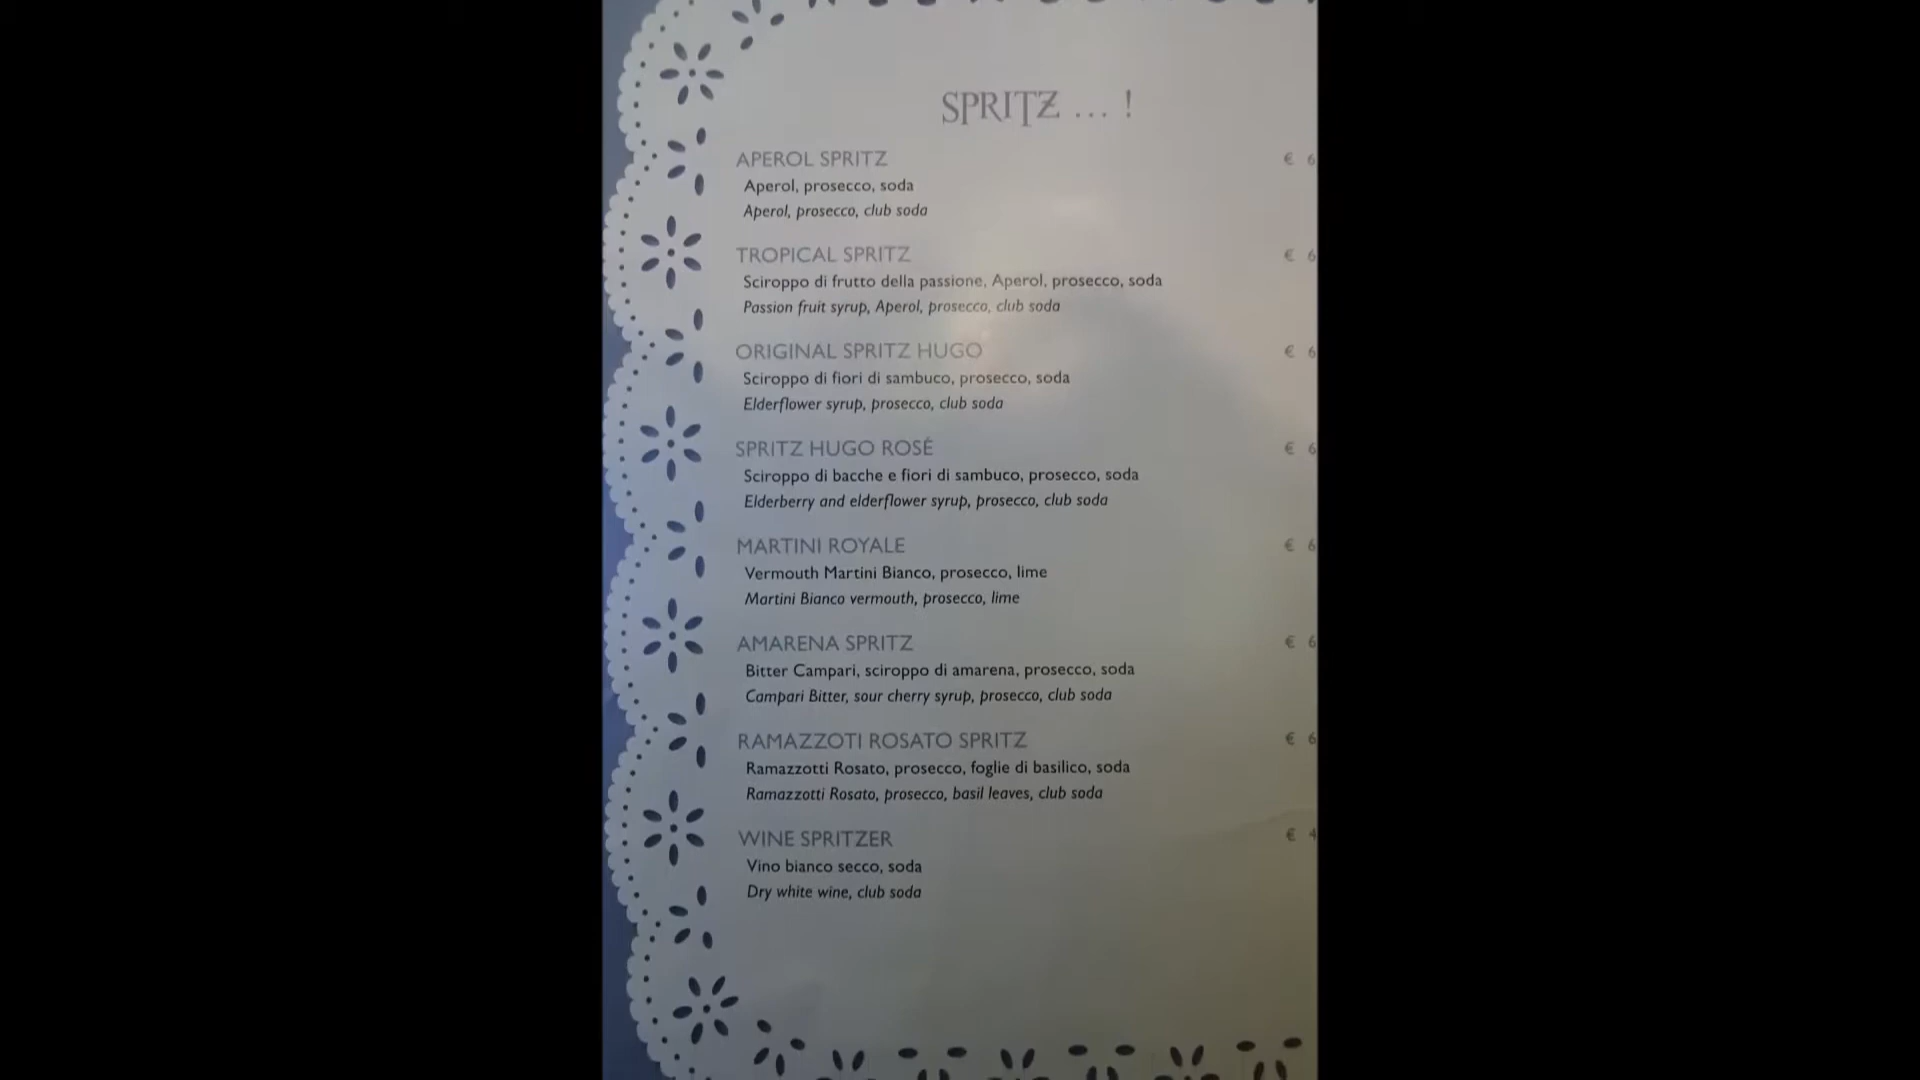 SPRITZ ... !
APEROL SPRITZ € 6
Aperol, prosecco, soda
Aperol, prosecco, club soda
TROPICAL SPRITZ € 6
Sciroppo di frutto della passione, Aperol, prosecco, soda
Passion fruit syrup, Aperol, prosecco, club soda
ORIGINAL SPRITZ HUGO € 6
Sciroppo di fiori di sambuco, prosecco, soda
Elderflower syrup, prosecco, club soda
SPRITZ HUGO ROSÉ € 6
Sciroppo di bacche e fiori di sambuco, prosecco, soda
Elderberry and elderflower syrup, prosecco, club soda
MARTINI ROYALE € 6
Vermouth Martini Bianco, prosecco, lime
Martini Bianco vermouth, prosecco, lime
AMARENA SPRITZ € 6
Bitter Campari, sciroppo di amarena, prosecco, soda
Campari Bitter, sour cherry syrup, prosecco, club soda
RAMAZZOTI ROSATO SPRITZ € 6
Ramazzotti Rosato, prosecco, foglie di basilico, soda
Ramazzotti Rosato, prosecco, basil leaves, club soda
WINE SPRITZER € 4
Vino bianco secco, soda
Dry white wine, club soda